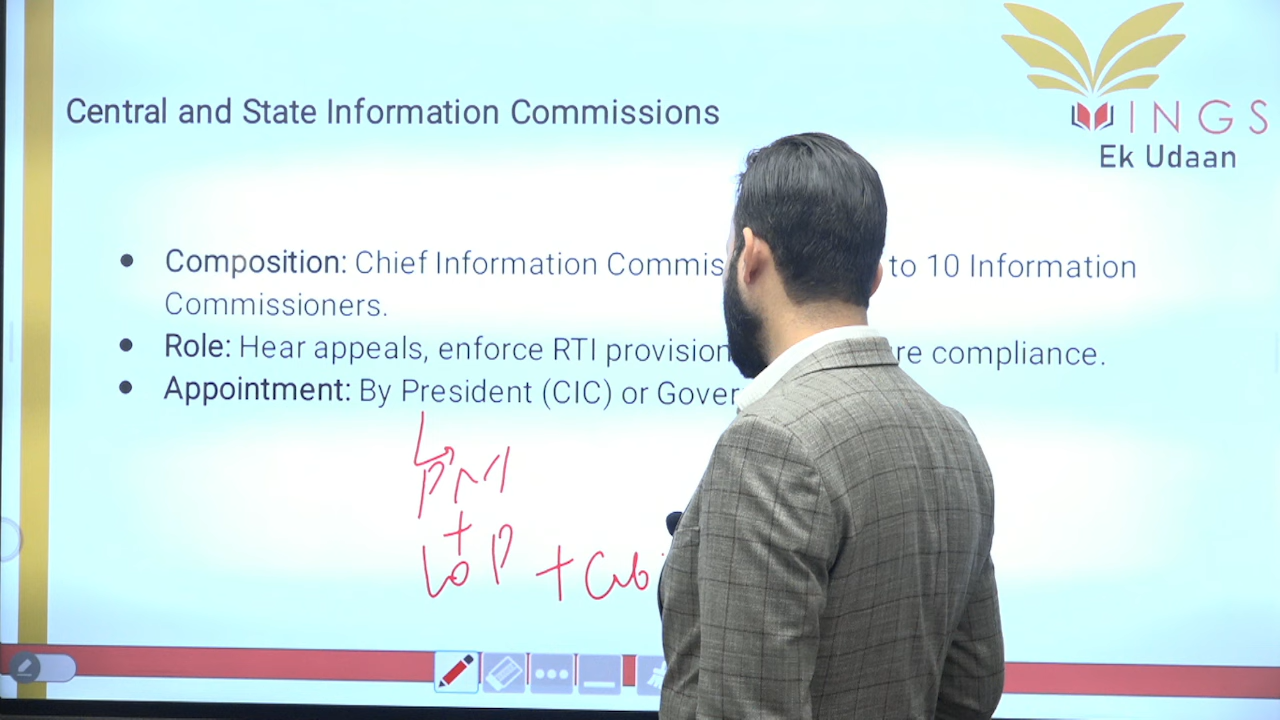 INGS
Ek Udaan
Central and State Information Commissions
• Composition: Chief Information Commis to 10 Information
Commissioners.
• Role: Hear appeals, enforce RTI provision re compliance.
• Appointment: By President (CIC) or Gover
PM
+
LoP + Cab